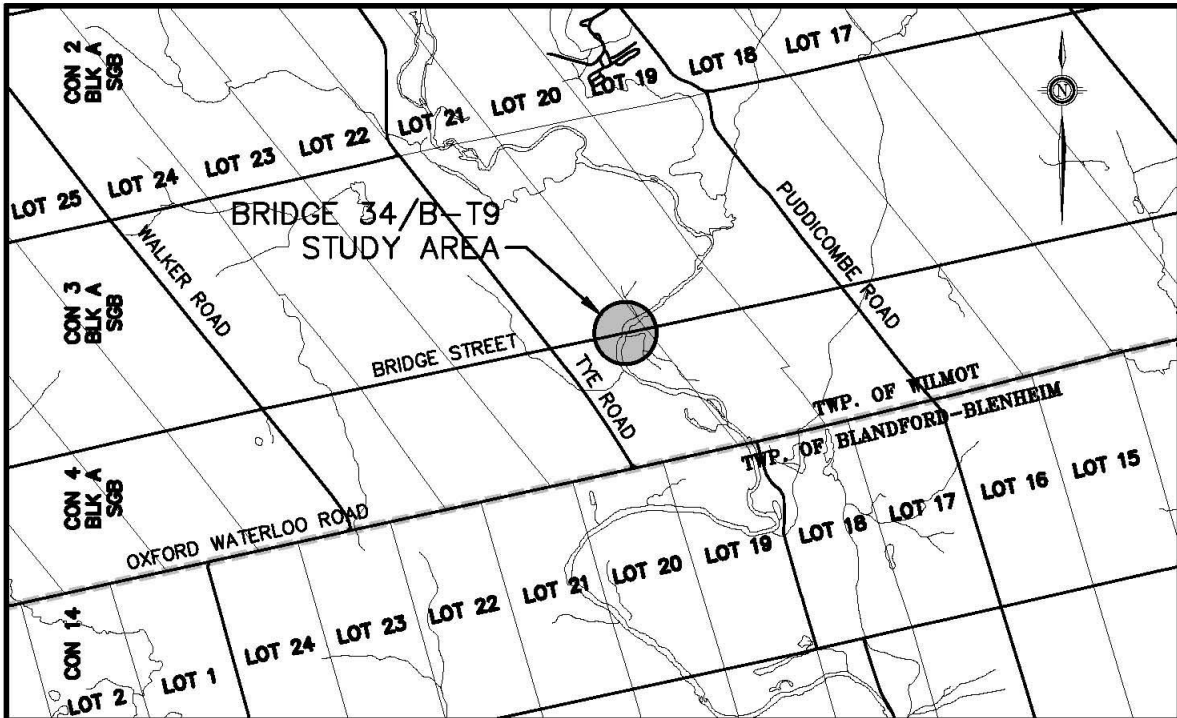 CON 2
BLK A
SGB
LOT 25
LOT 24
LOT 23
LOT 22
LOT 21
LOT 20
LOT 19
LOT 18
LOT 17
N
BRIDGE 34/B-T9
STUDY AREA
WALKER ROAD
PUDDICOMBE ROAD
CON 3
BLK A
SGB
BRIDGE STREET
TYE ROAD
TWP. OF WILMOT
TWP. OF BLANDFORD-BLENHEIM
CON 4
BLK A
SGB
OXFORD WATERLOO ROAD
CON 14
LOT 2
LOT 1
LOT 24
LOT 23
LOT 22
LOT 21
LOT 20
LOT 19
LOT 18
LOT 17
LOT 16
LOT 15